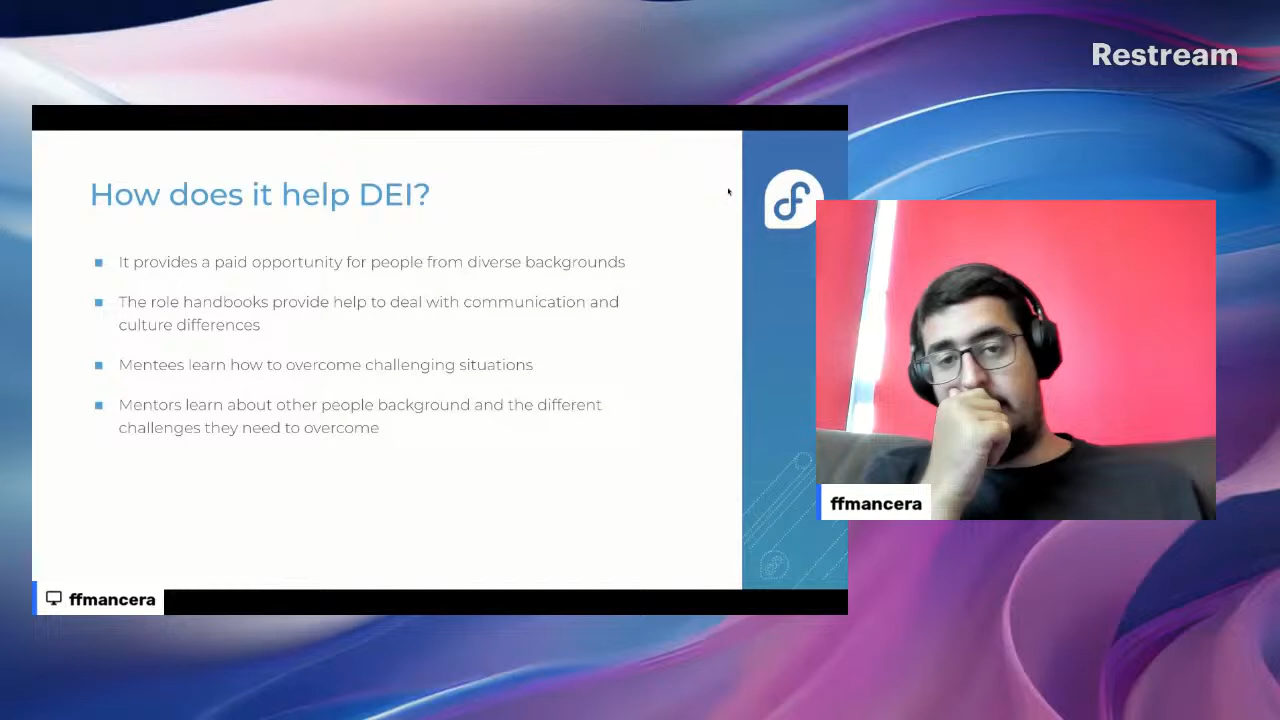 Restream
How does it help DEI?
It provides a paid opportunity for people from diverse backgrounds
The role handbooks provide help to deal with communication and
culture differences
Mentees learn how to overcome challenging situations
Mentors learn about other people background and the different
challenges they need to overcome
ffmancera
ffmancera